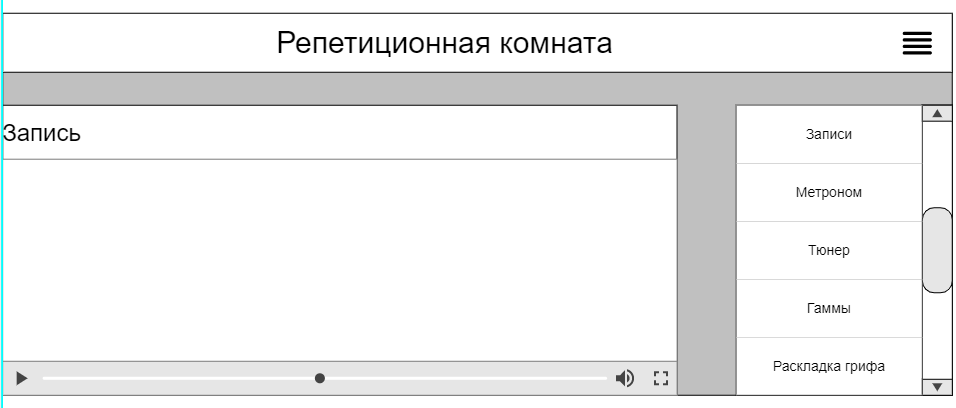 Репетиционная комната
Запись
Записи
Метроном
Тюнер
Гаммы
Раскладка грифа